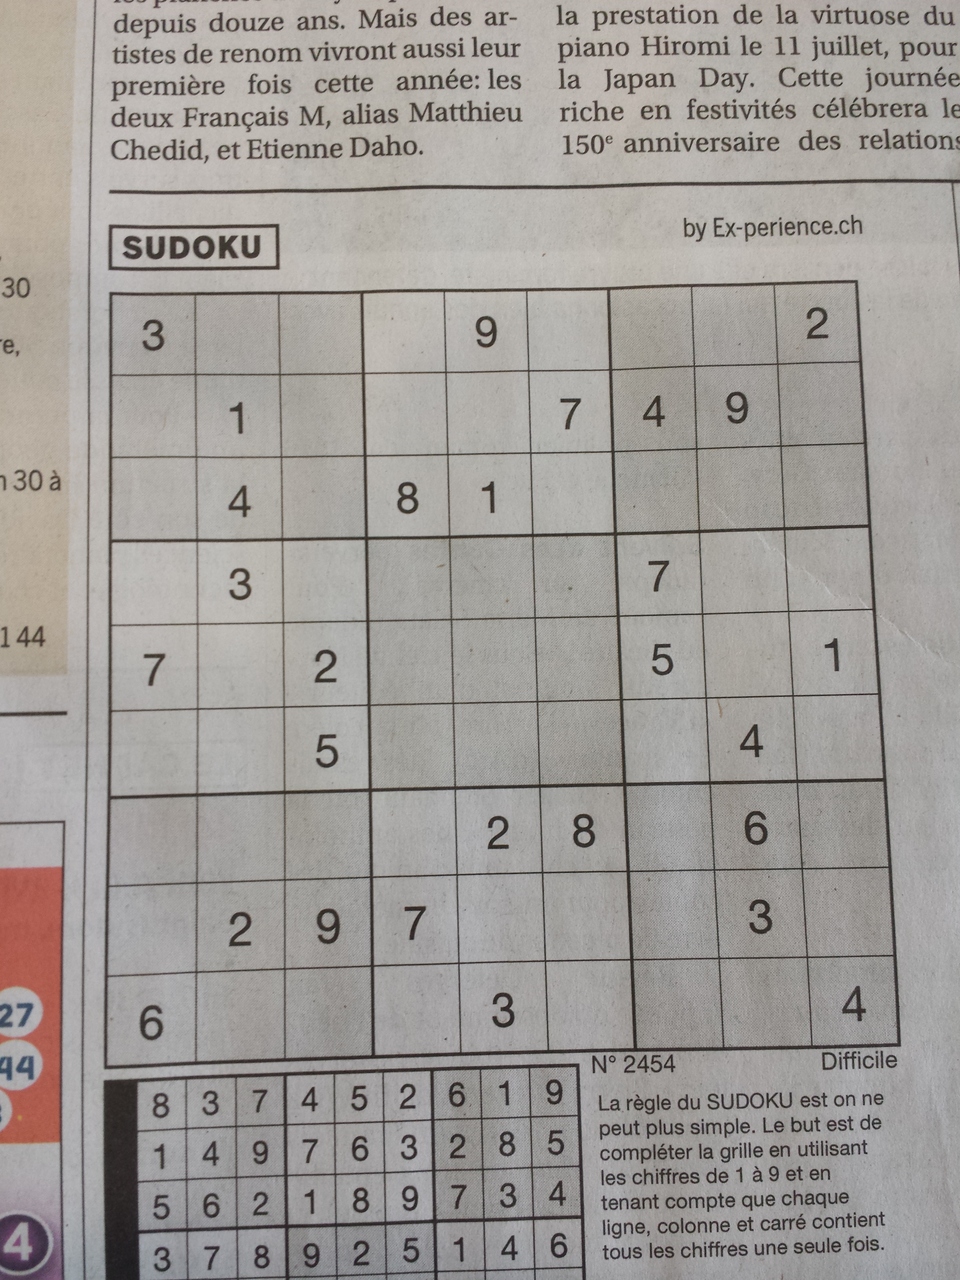 depuis douze ans. Mais des ar-
tistes de renom vivront aussi leur
première fois cette année: les
deux Français M, alias Matthieu
Chedid, et Etienne Daho.
la prestation de la virtuose du
piano Hiromi le 11 juillet, pour
la Japan Day. Cette journée
riche en festivités célébrera le
150e anniversaire des relations
30
re,
30 à
144
27
44
4
SUDOKU
by Ex-perience.ch
3 9 2
1 7 4 9
4 8 1
3 7
7 2 5 1
5 4
2 8 6
2 9 7 3
6 3 4
N° 2454 Difficile
8 3 7 4 5 2 6 1 9
1 4 9 7 6 3 2 8 5
5 6 2 1 8 9 7 3 4
3 7 8 9 2 5 1 4 6
La règle du SUDOKU est on ne
peut plus simple. Le but est de
compléter la grille en utilisant
les chiffres de 1 à 9 et en
tenant compte que chaque
ligne, colonne et carré contient
tous les chiffres une seule fois.